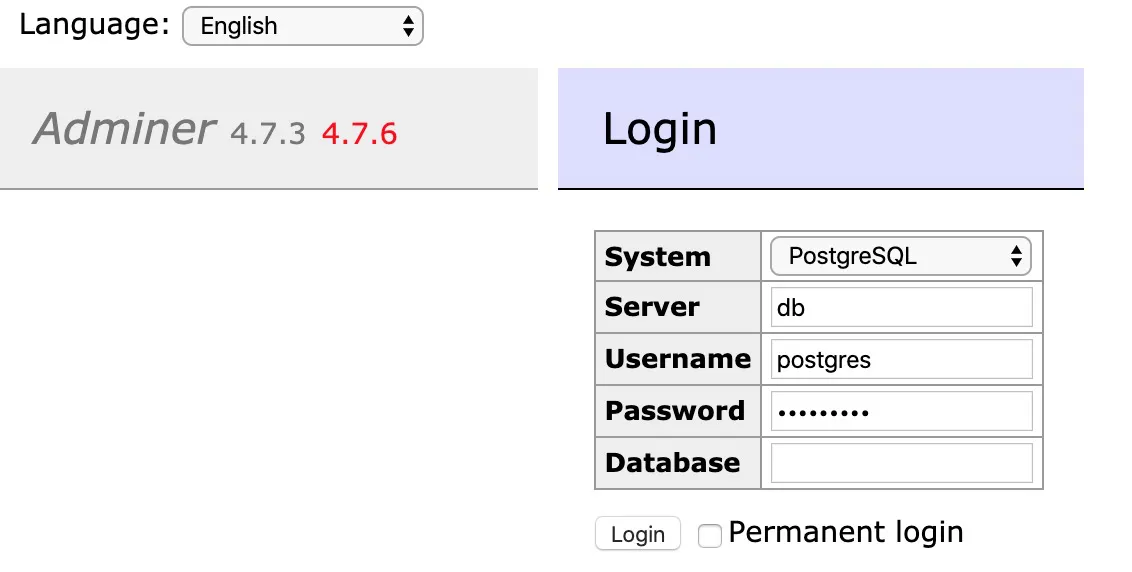 Language: English
Adminer 4.7.3 4.7.6
Login
System PostgreSQL
Server db
Username postgres
Password •••••••••
Database
Login Permanent login